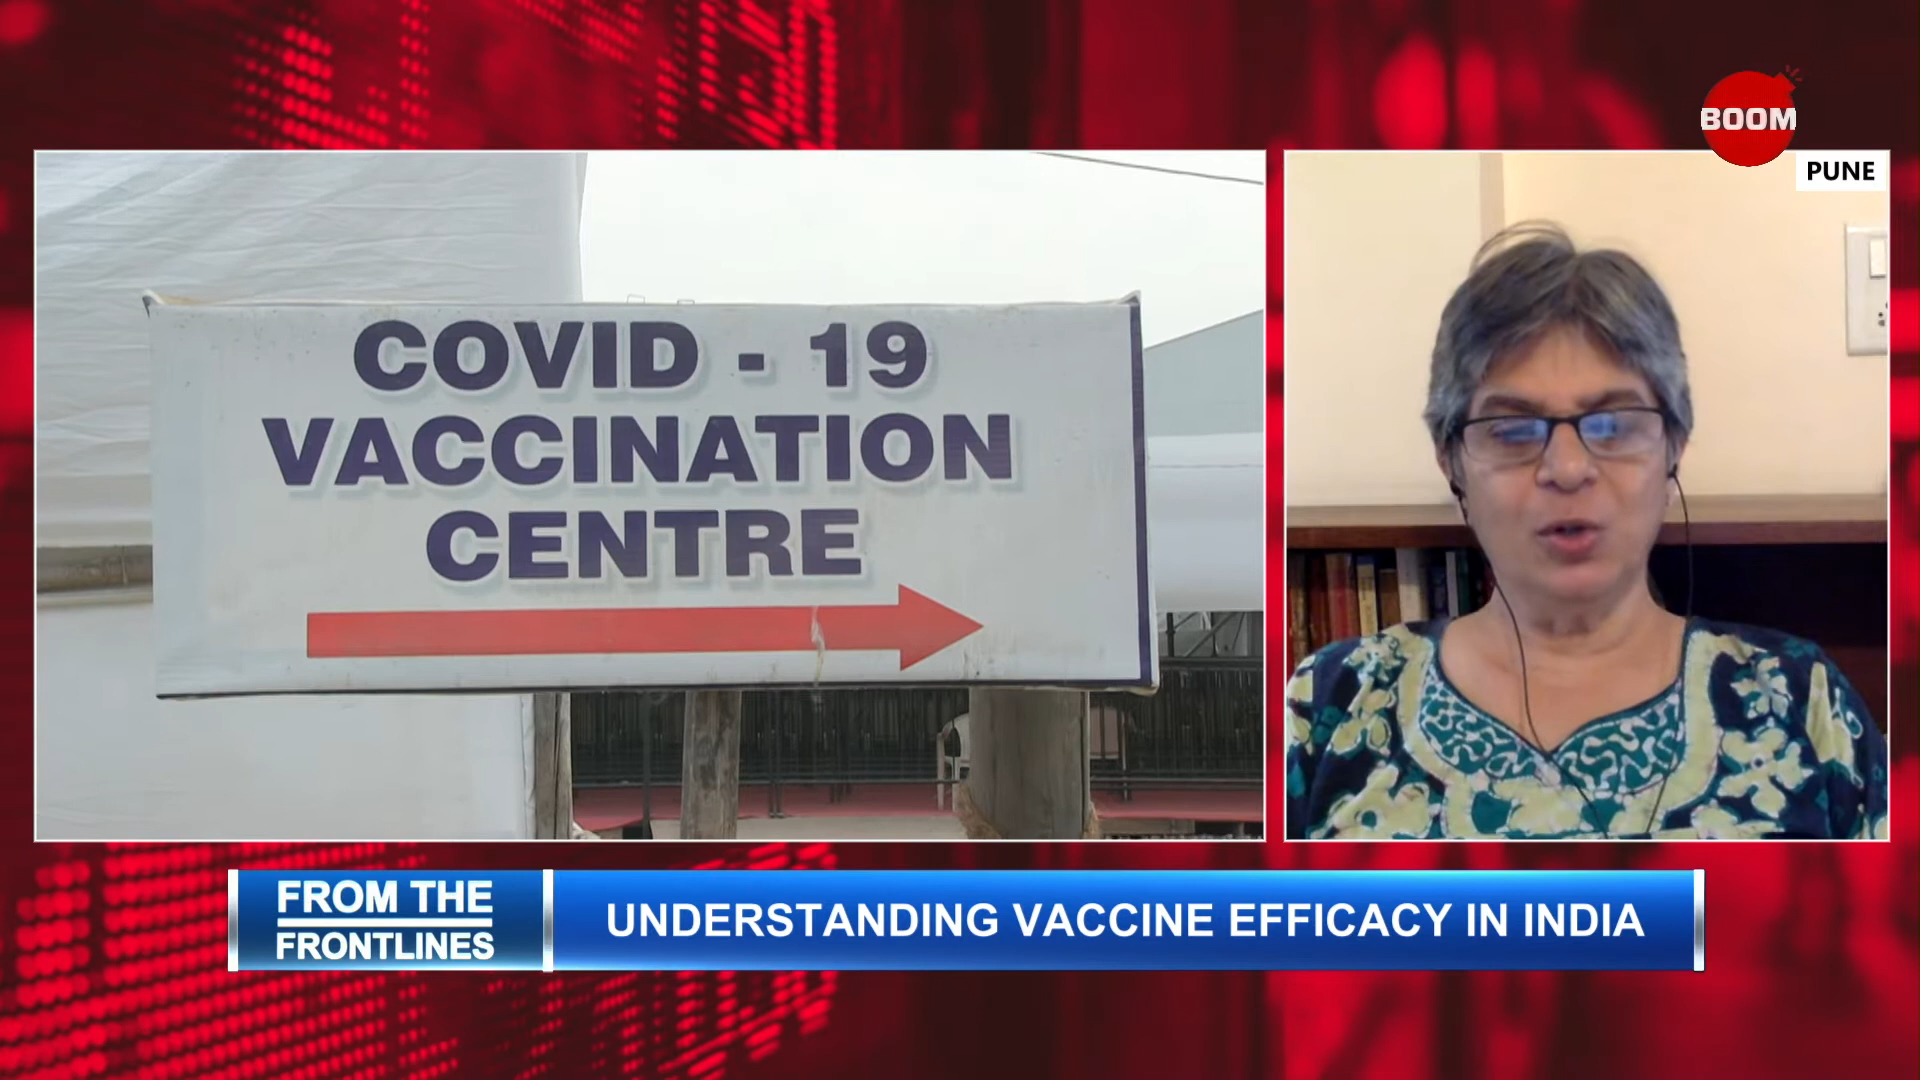 BOOM
PUNE
COVID - 19
VACCINATION
CENTRE
FROM THE
FRONTLINES
UNDERSTANDING VACCINE EFFICACY IN INDIA